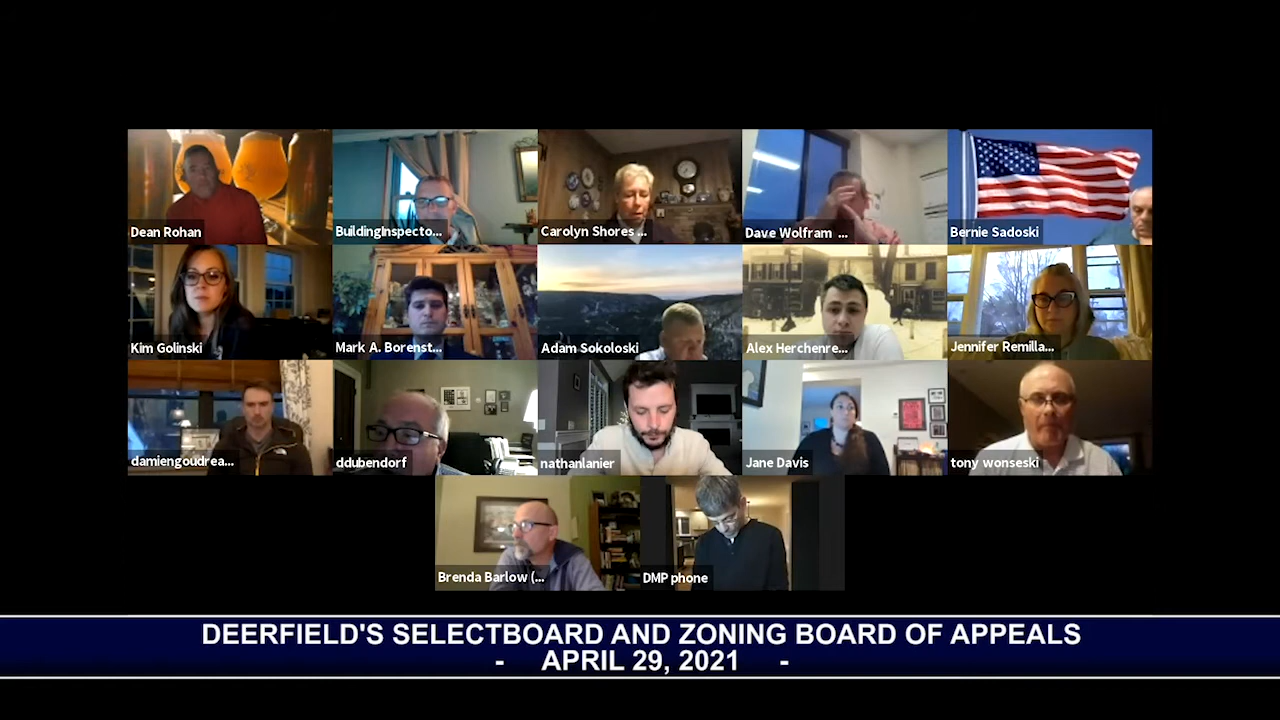 Dean Rohan
BuildingInspecto...
Carolyn Shores ...
Dave Wolfram ...
Bernie Sadoski
Kim Golinski
Mark A. Borenst...
Adam Sokoloski
Alex Herchenre...
Jennifer Remilla...
damiengoudrea...
ddubendorf
nathanlanier
Jane Davis
tony wonseski
Brenda Barlow (...
DMP phone
DEERFIELD'S SELECTBOARD AND ZONING BOARD OF APPEALS
- APRIL 29, 2021 -